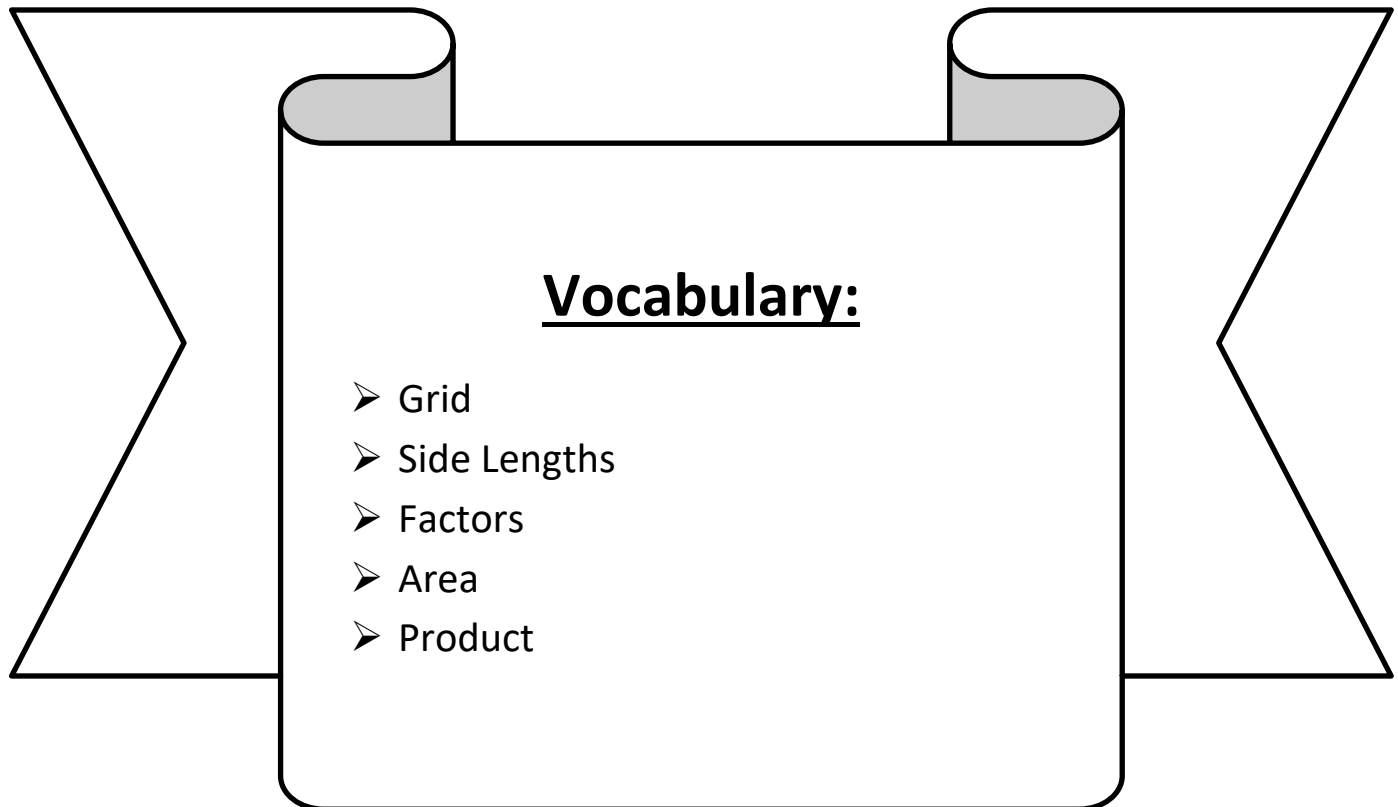 Vocabulary:
➢ Grid
➢ Side Lengths
➢ Factors
➢ Area
➢ Product